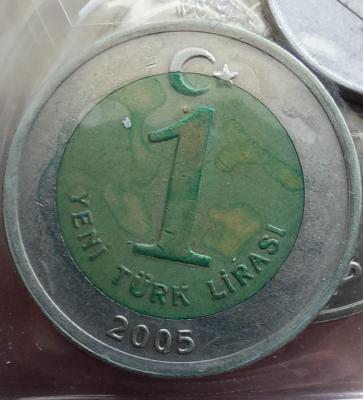 1
YENİ TÜRK LİRASI
2005